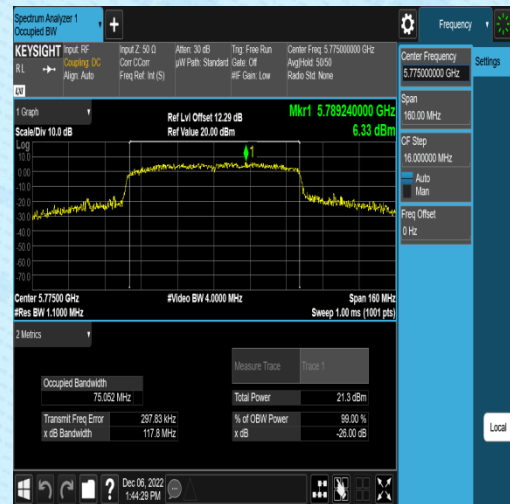 Spectrum Analyzer 1
Occupied BW
+
Frequency
KEYSIGHT
Input: RF
Coupling: DC
Align: Auto
RL
LXI
Input Z: 50 Ω
Corr CCorr
Freq Ref: Int (S)
Atten: 30 dB
µW Path: Standard
Trig: Free Run
Gate: Off
#IF Gain: Low
Center Freq: 5.775000000 GHz
Avg|Hold: 50/50
Radio Std: None
Center Frequency
5.775000000 GHz
Settings
Span
160.00 MHz
CF Step
16.000000 MHz
Auto
Man
Freq Offset
0 Hz
1 Graph
Scale/Div 10.0 dB
Ref Lvl Offset 12.29 dB
Ref Value 20.00 dBm
Mkr1 5.789240000 GHz
6.33 dBm
Log
10.0
0.00
-10.0
-20.0
-30.0
-40.0
-50.0
-60.0
-70.0
1
Center 5.77500 GHz
#Res BW 1.1000 MHz
#Video BW 4.0000 MHz
Span 160 MHz
Sweep 1.00 ms (1001 pts)
2 Metrics
Measure Trace
Trace 1
Occupied Bandwidth
75.052 MHz
Total Power
21.3 dBm
Transmit Freq Error
297.83 kHz
% of OBW Power
99.00 %
x dB Bandwidth
117.8 MHz
x dB
-26.00 dB
Local
?
Dec 06, 2022
1:44:29 PM